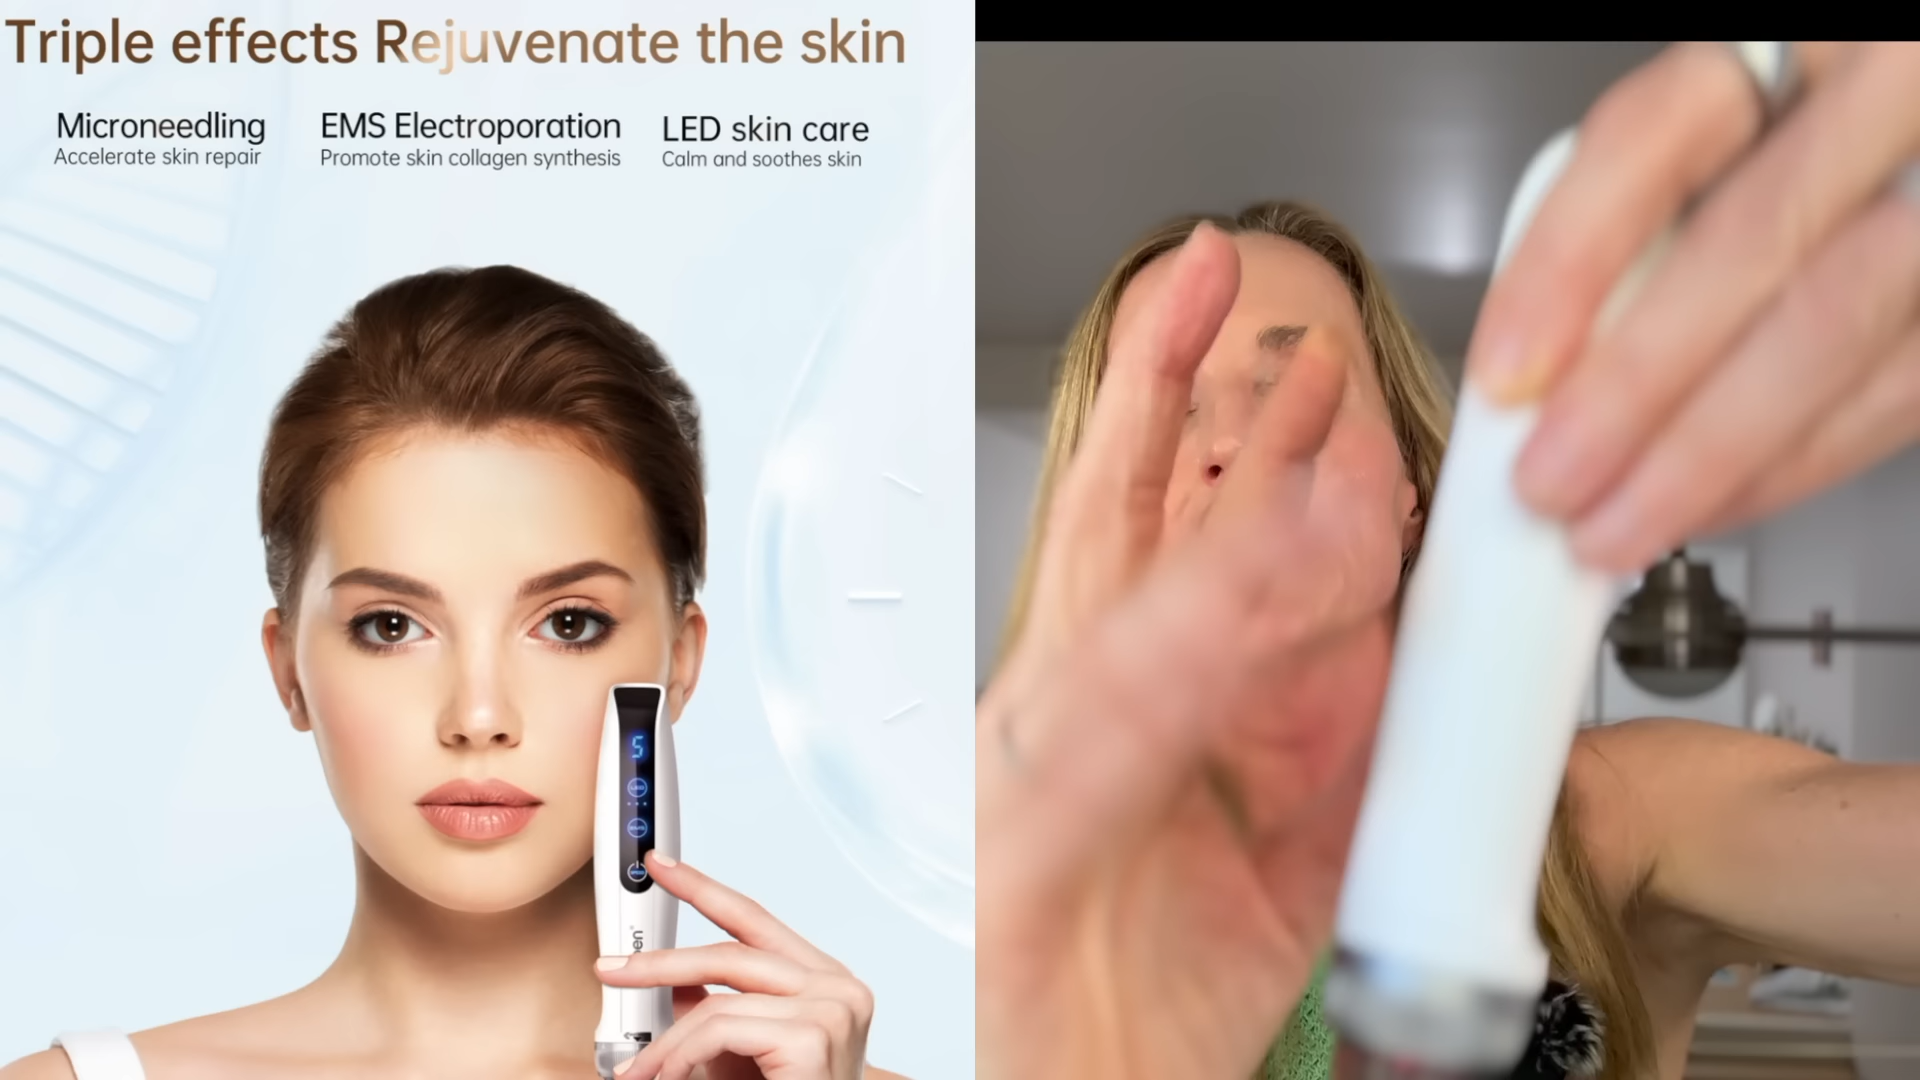 Triple effects Rejuvenate the skin
Microneedling
Accelerate skin repair
EMS Electroporation
Promote skin collagen synthesis
LED skin care
Calm and soothes skin
5
LED